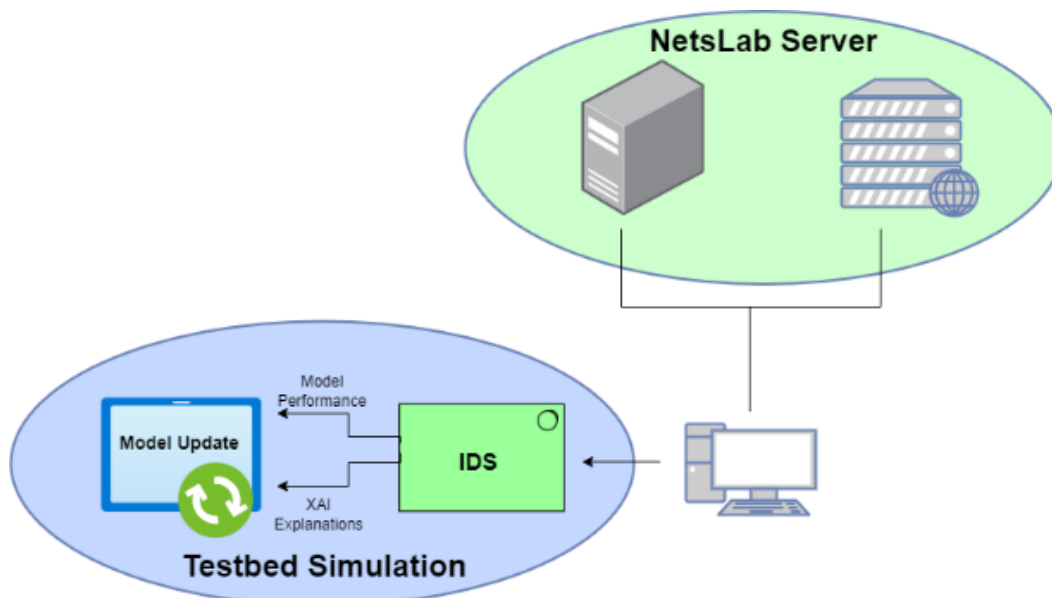 NetsLab Server
Model
Performance
Model Update
IDS
XAI
Explanations
Testbed Simulation